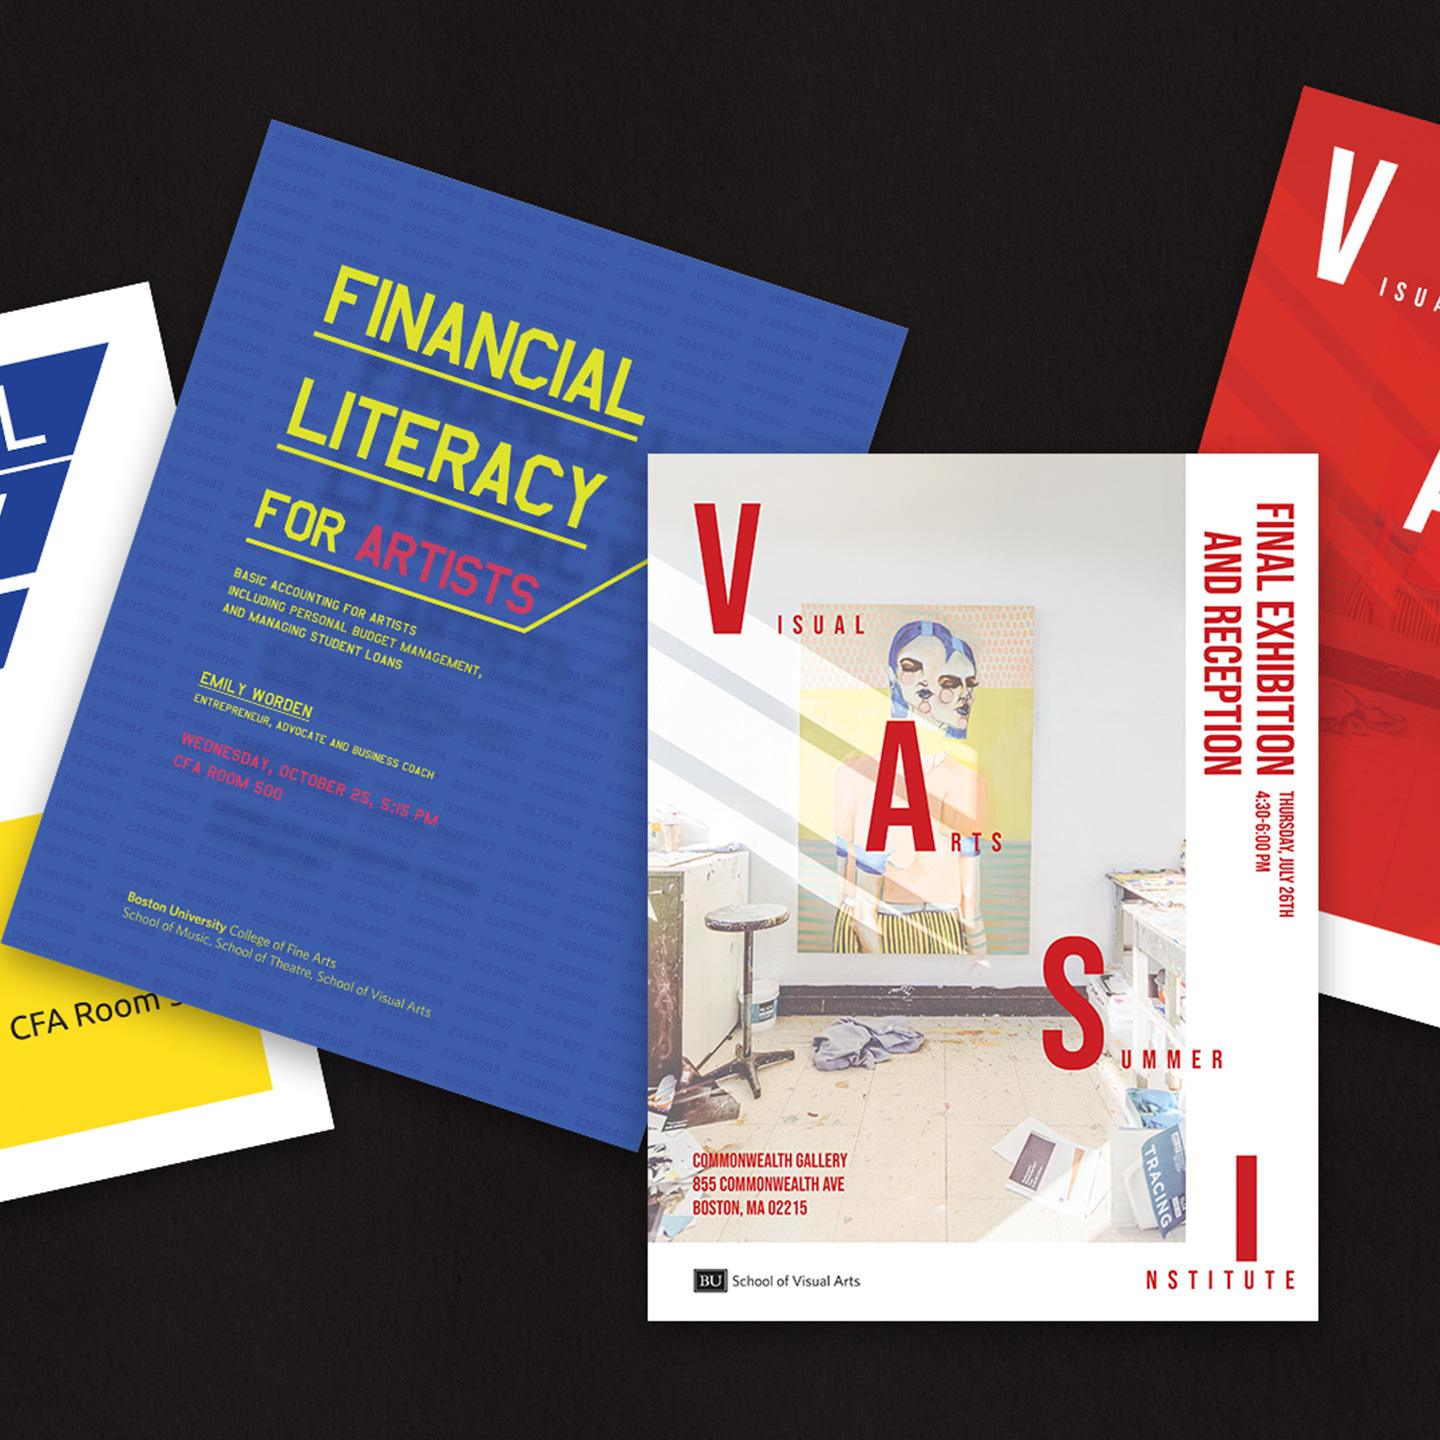 L
CFA Room
FINANCIAL
LITERACY
FOR ARTISTS
BASIC ACCOUNTING FOR ARTISTS
INCLUDING PERSONAL BUDGET MANAGEMENT,
AND MANAGING STUDENT LOANS
EMILY WORDEN
ENTREPRENEUR, ADVOCATE AND BUSINESS COACH
WEDNESDAY, OCTOBER 25, 5:15 PM
CFA ROOM 500
Boston University College of Fine Arts
School of Music, School of Theatre, School of Visual Arts
VISUAL
ARTS
SUMMER
INSTITUTE
FINAL EXHIBITION
AND RECEPTION
THURSDAY, JULY 26TH
4:30-6:00 PM
COMMONWEALTH GALLERY
855 COMMONWEALTH AVE
BOSTON, MA 02215
BU School of Visual Arts
TRACING
V
ISUA
A